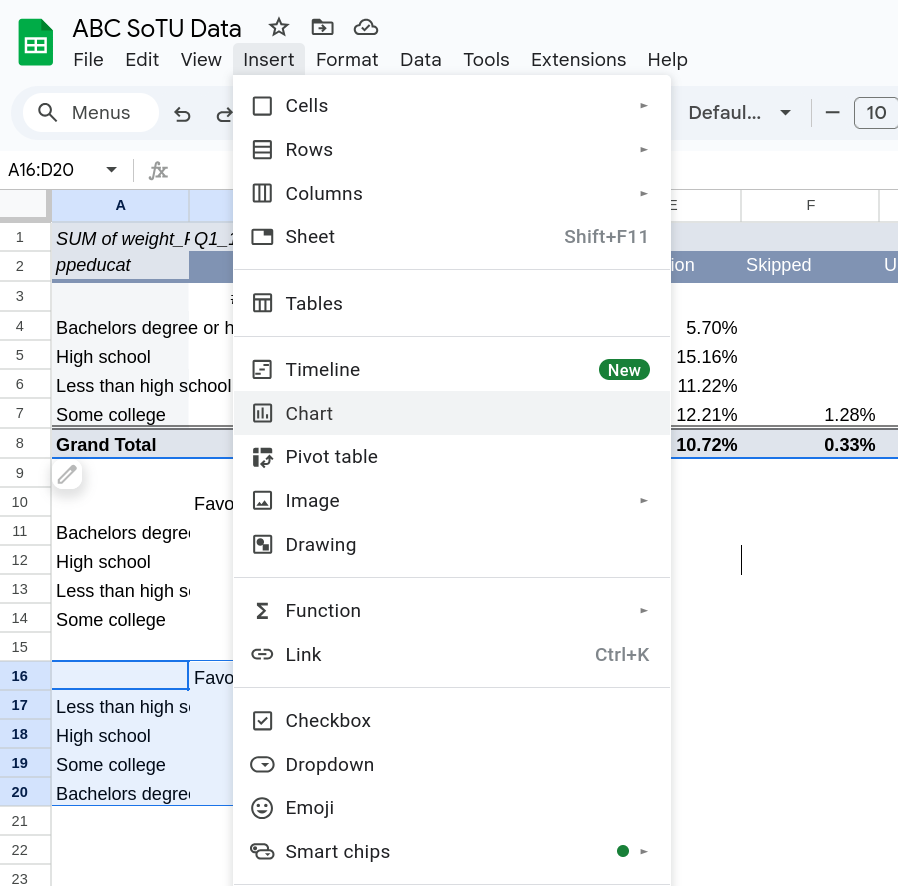 ABC SoTU Data
File Edit View Insert Format Data Tools Extensions Help
Menus Defaul... 10
A16:D20 fx
A E F
1 SUM of weight_ Q1_1
2 ppeducat ion Skipped U
3
4 Bachelors degree or h 5.70%
5 High school 15.16%
6 Less than high school 11.22%
7 Some college 12.21% 1.28%
8 Grand Total 10.72% 0.33%
9
10 Favo
11 Bachelors degre
12 High school
13 Less than high s
14 Some college
15
16 Favo
17 Less than high s
18 High school
19 Some college
20 Bachelors degre
21
22
23
Cells
Rows
Columns
Sheet Shift+F11
Tables
Timeline New
Chart
Pivot table
Image
Drawing
Function
Link Ctrl+K
Checkbox
Dropdown
Emoji
Smart chips